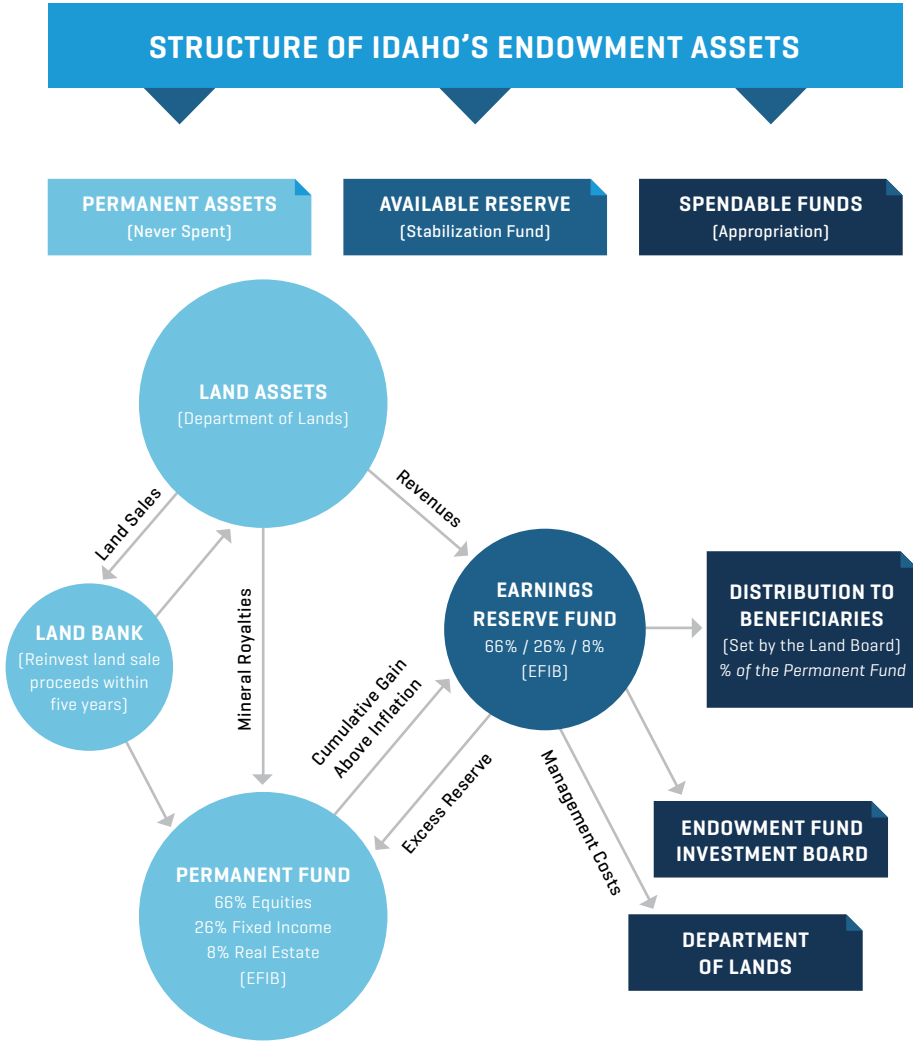 STRUCTURE OF IDAHO’S ENDOWMENT ASSETS
PERMANENT ASSETS
(Never Spent)
AVAILABLE RESERVE
(Stabilization Fund)
SPENDABLE FUNDS
(Appropriation)
LAND ASSETS
(Department of Lands)
Land Sales
Revenues
Mineral Royalties
LAND BANK
(Reinvest land sale
proceeds within
five years)
EARNINGS
RESERVE FUND
66% / 26% / 8%
(EFIB)
DISTRIBUTION TO
BENEFICIARIES
(Set by the Land Board)
% of the Permanent Fund
Cumulative Gain
Above Inflation
Excess Reserve
Management Costs
ENDOWMENT FUND
INVESTMENT BOARD
PERMANENT FUND
66% Equities
26% Fixed Income
8% Real Estate
(EFIB)
DEPARTMENT
OF LANDS